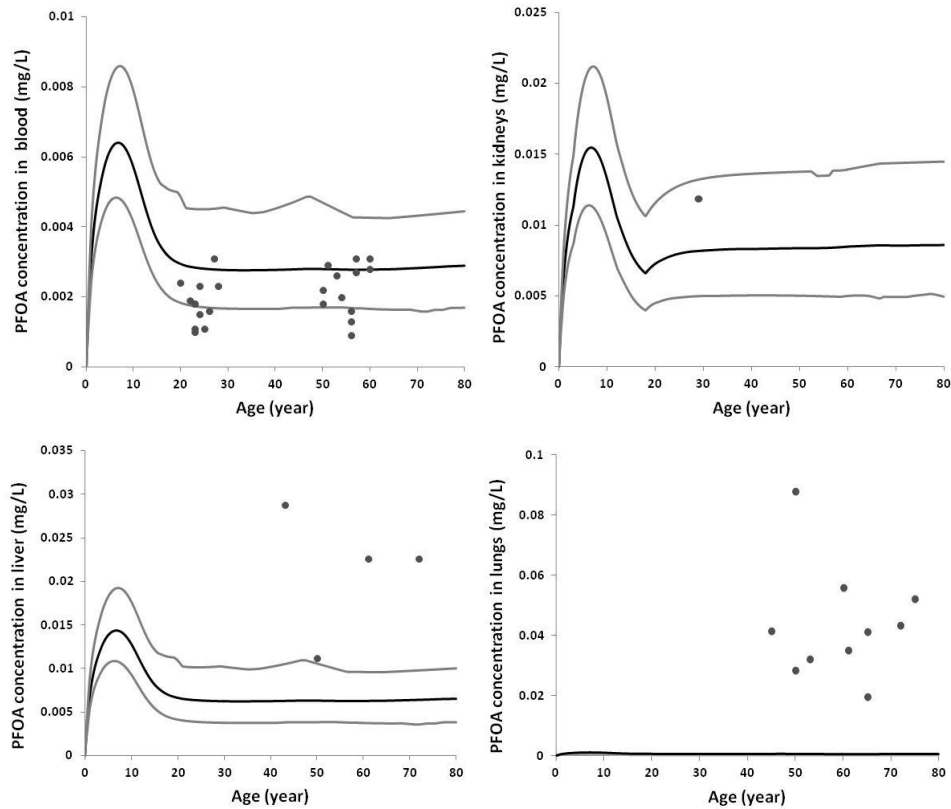 PFOA concentration in blood (mg/L)
0.01
0.008
0.006
0.004
0.002
0
0 10 20 30 40 50 60 70 80
Age (year)
PFOA concentration in kidneys (mg/L)
0.025
0.02
0.015
0.01
0.005
0
0 10 20 30 40 50 60 70 80
Age (year)
PFOA concentration in liver (mg/L)
0.035
0.03
0.025
0.02
0.015
0.01
0.005
0
0 10 20 30 40 50 60 70 80
Age (year)
PFOA concentration in lungs (mg/L)
0.1
0.08
0.06
0.04
0.02
0
0 10 20 30 40 50 60 70 80
Age (year)